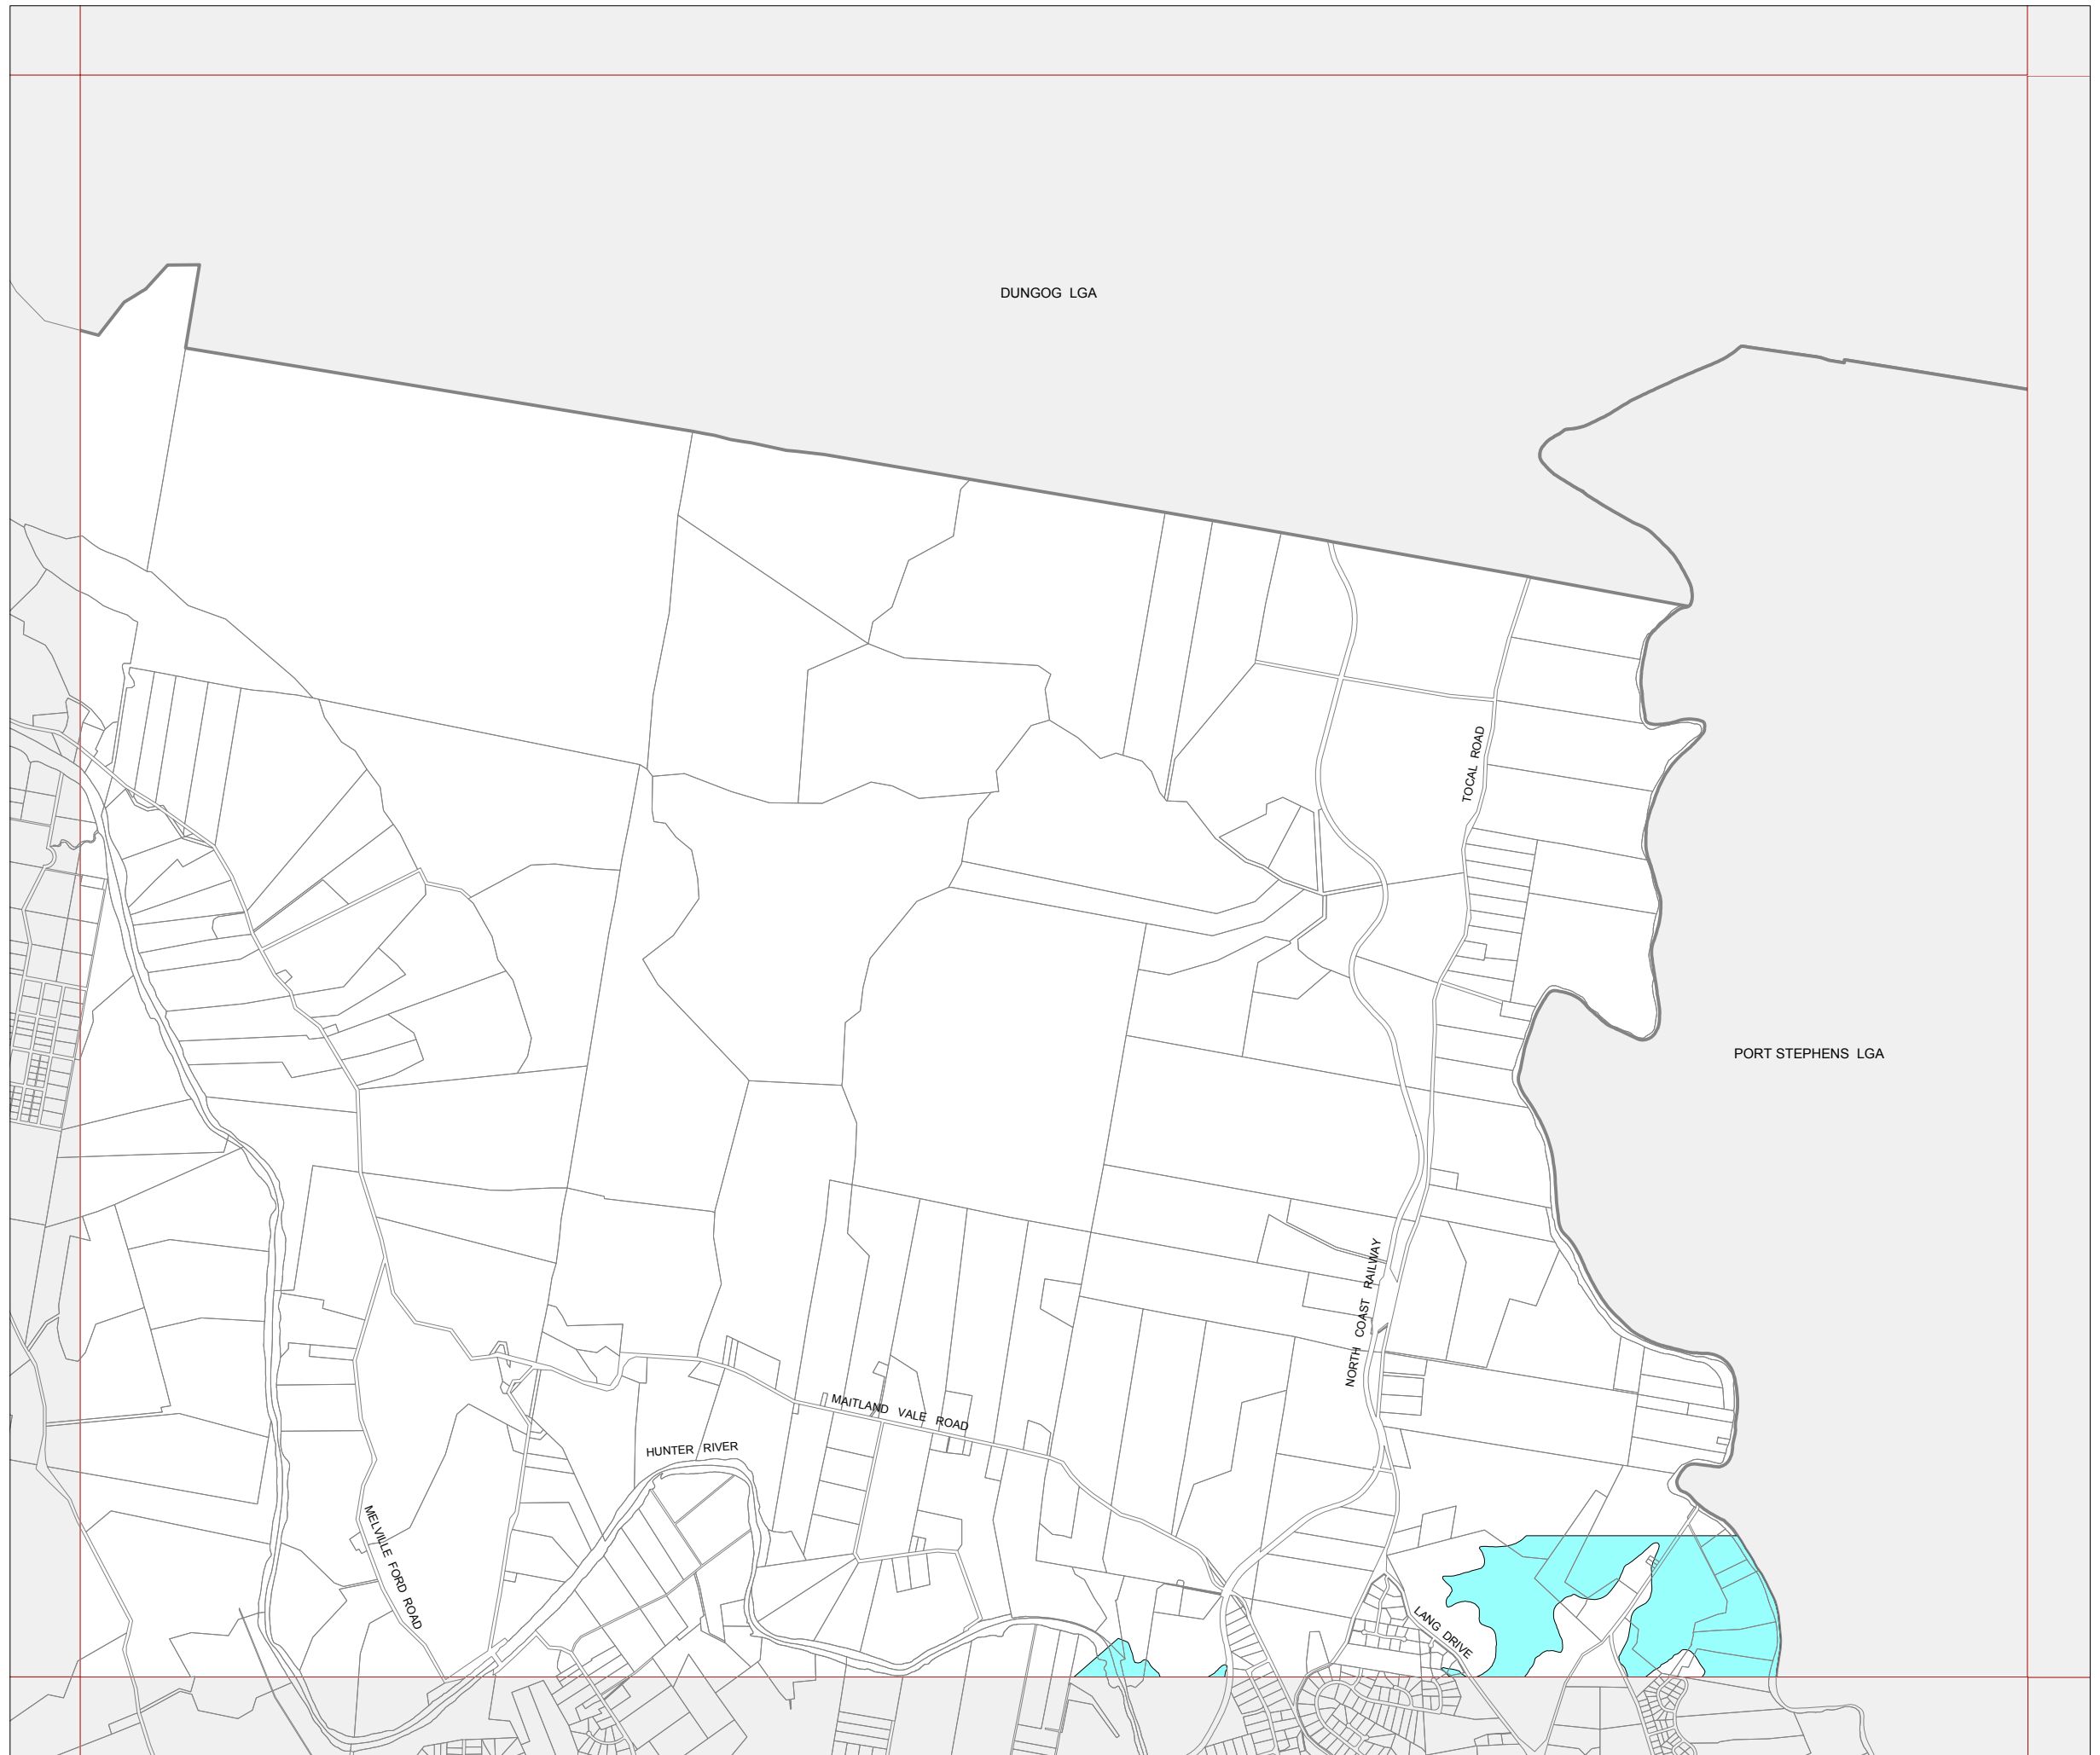 DUNGOG LGA
TOCAL ROAD
PORT STEPHENS LGA
NORTH COAST RAILWAY
MAITLAND VALE ROAD
HUNTER RIVER
MELVILLE FORD ROAD
LANG DRIVE